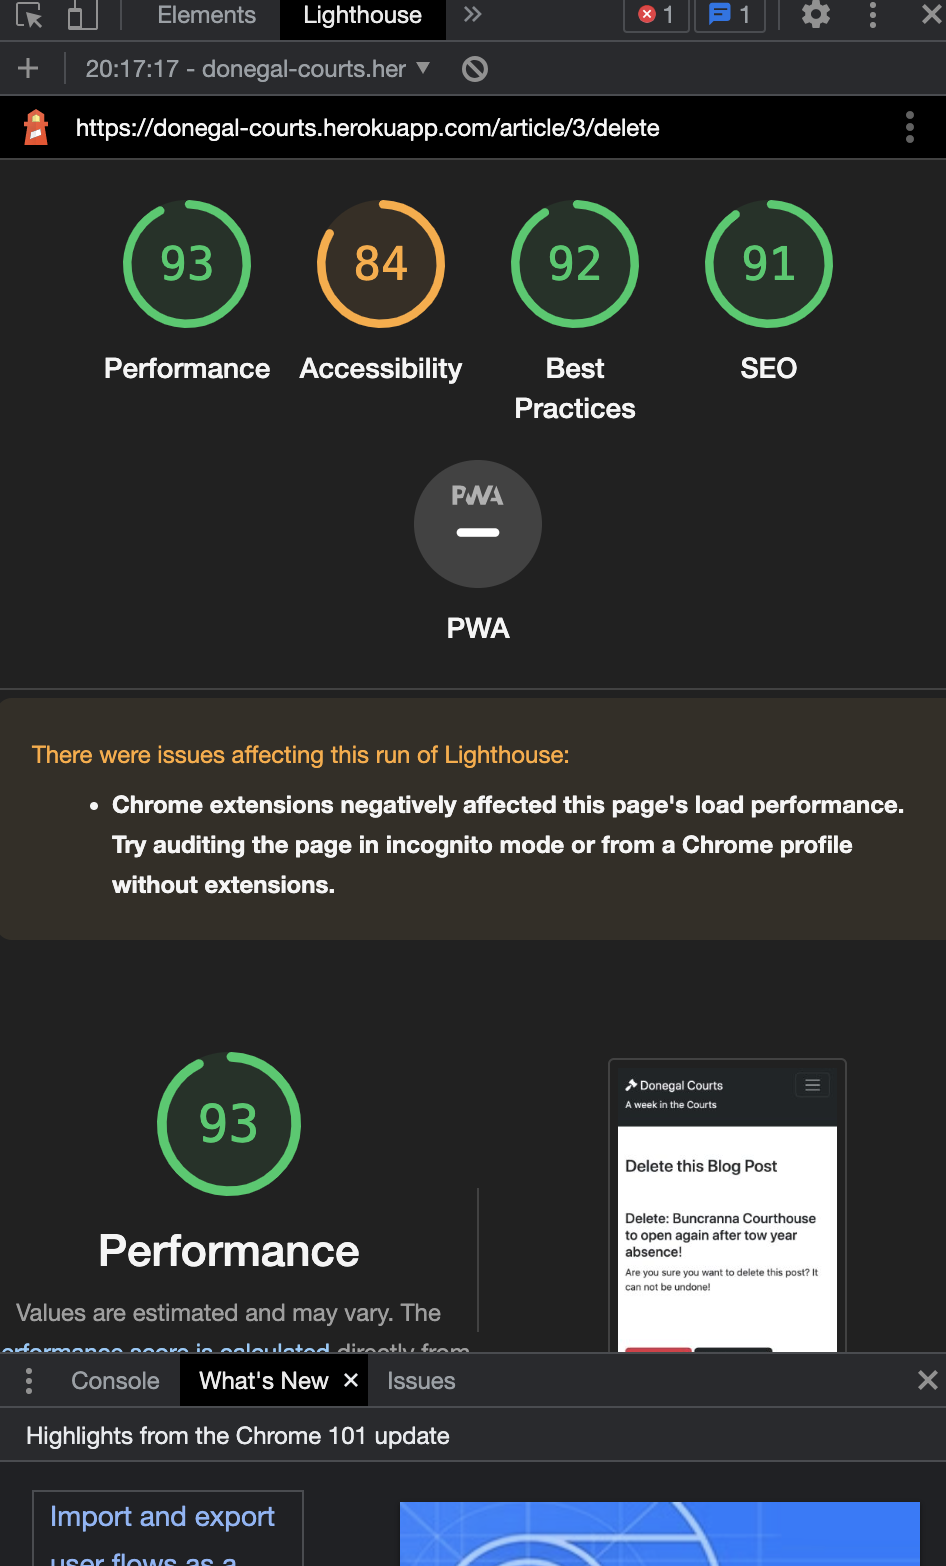 Elements
Lighthouse
1
1
20:17:17 - donegal-courts.her
https://donegal-courts.herokuapp.com/article/3/delete
93
84
92
91
Performance
Accessibility
Best
Practices
SEO
PWA
PWA
There were issues affecting this run of Lighthouse:
Chrome extensions negatively affected this page's load performance.
Try auditing the page in incognito mode or from a Chrome profile
without extensions.
93
Performance
Values are estimated and may vary. The
erformance score is calculated directly from
Donegal Courts
A week in the Courts
Delete this Blog Post
Delete: Buncranna Courthouse
to open again after tow year
absence!
Are you sure you want to delete this post? It
can not be undone!
Console
What's New
Issues
Highlights from the Chrome 101 update
Import and export
user flows as a